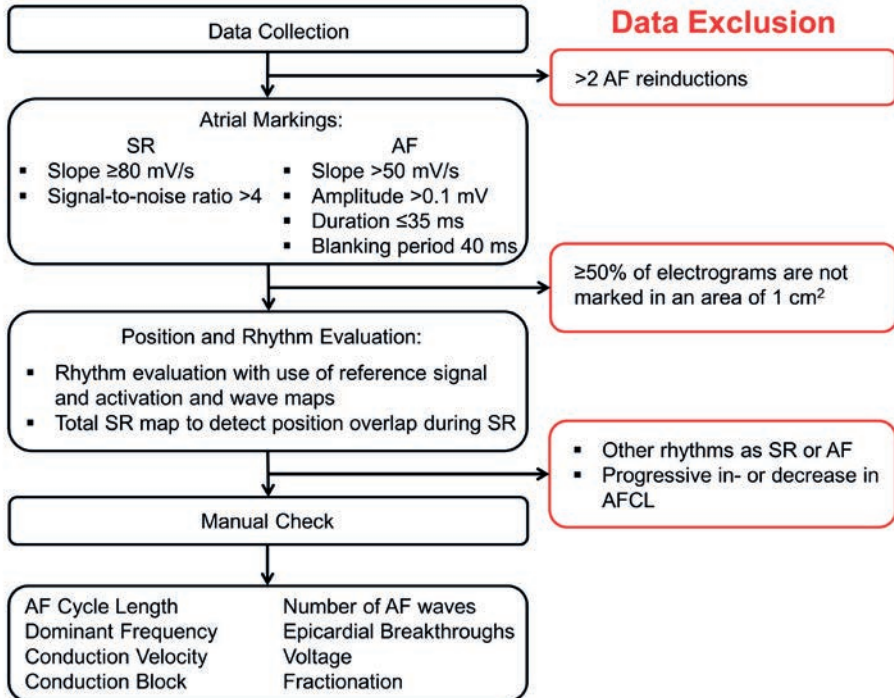 Data Collection
Data Exclusion
>2 AF reinductions
Atrial Markings:
SR
▪ Slope ≥80 mV/s
▪ Signal-to-noise ratio >4
AF
▪ Slope >50 mV/s
▪ Amplitude >0.1 mV
▪ Duration ≤35 ms
▪ Blanking period 40 ms
≥50% of electrograms are not
marked in an area of 1 cm²
Position and Rhythm Evaluation:
▪ Rhythm evaluation with use of reference signal
and activation and wave maps
▪ Total SR map to detect position overlap during SR
▪ Other rhythms as SR or AF
▪ Progressive in- or decrease in
AFCL
Manual Check
AF Cycle Length
Dominant Frequency
Conduction Velocity
Conduction Block
Number of AF waves
Epicardial Breakthroughs
Voltage
Fractionation